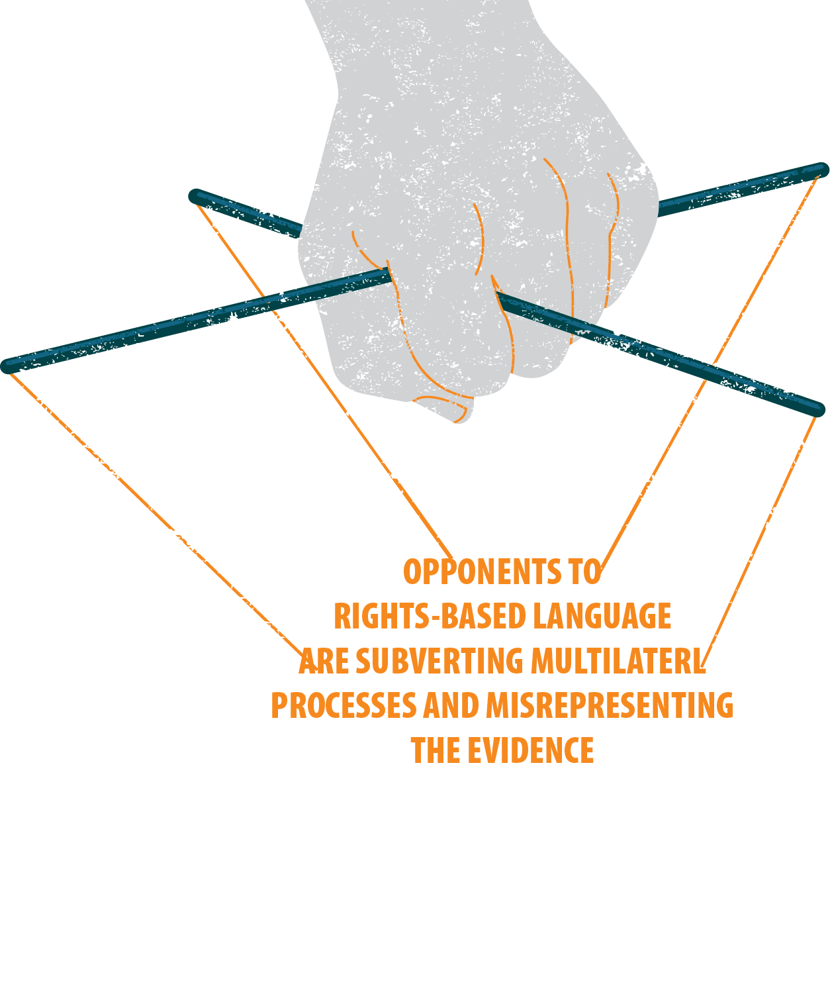 OPPONENTS TO
RIGHTS-BASED LANGUAGE
ARE SUBVERTING MULTILATERL
PROCESSES AND MISREPRESENTING
THE EVIDENCE